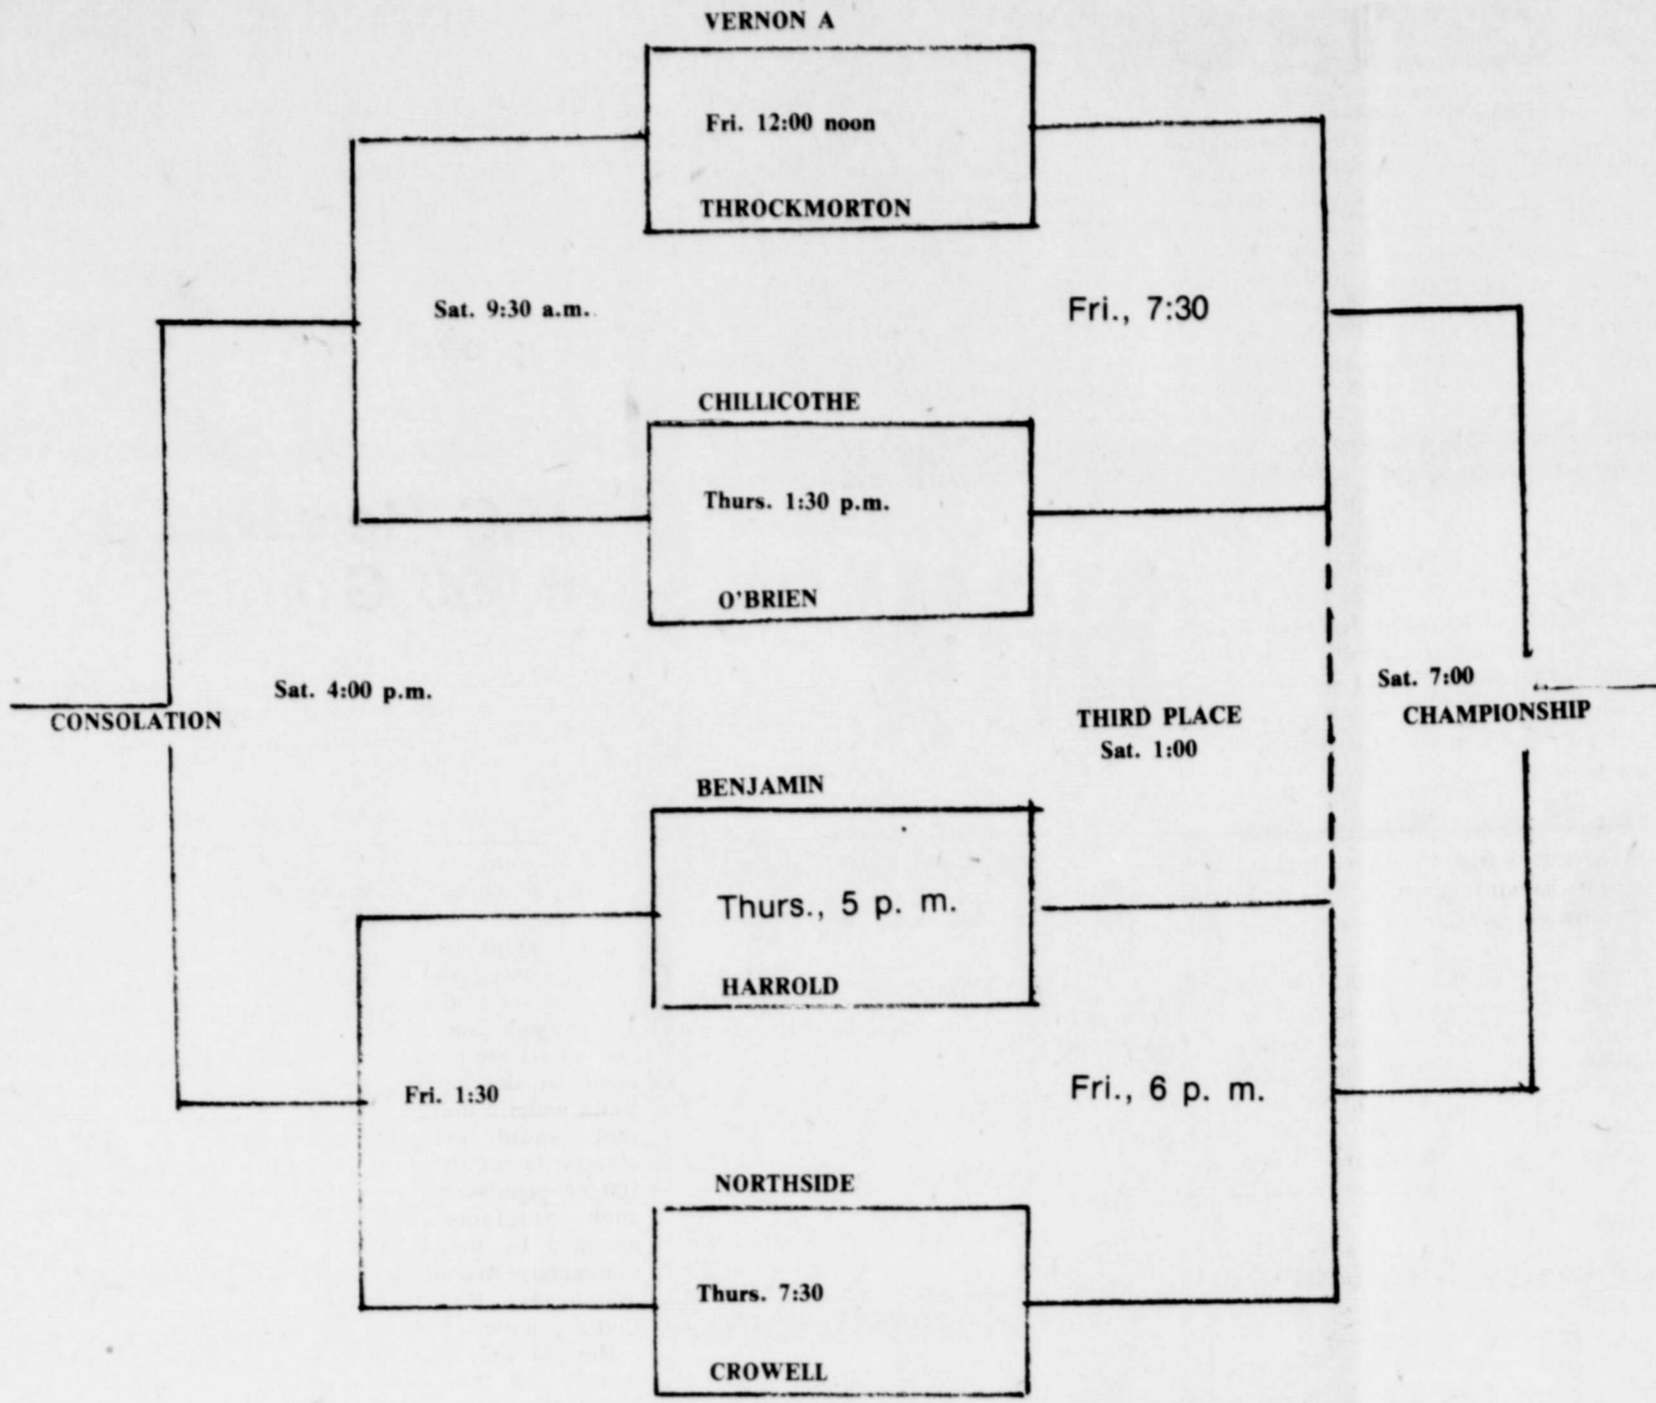 VERNON A
Fri. 12:00 noon
THROCKMORTON
Sat. 9:30 a.m.
Fri., 7:30
CHILLICOTHE
Thurs. 1:30 p.m.
O'BRIEN
Sat. 4:00 p.m.
CONSOLATION
THIRD PLACE
Sat. 1:00
Sat. 7:00
CHAMPIONSHIP
BENJAMIN
Thurs., 5 p. m.
HARROLD
Fri. 1:30
Fri., 6 p. m.
NORTHSIDE
Thurs. 7:30
CROWELL